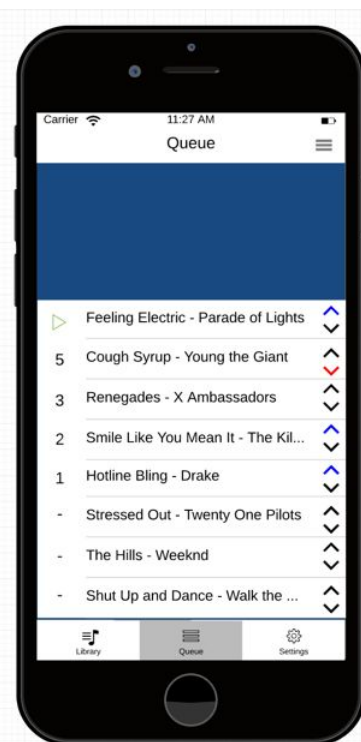 Carrier 11:27 AM
Queue
Feeling Electric - Parade of Lights
5 Cough Syrup - Young the Giant
3 Renegades - X Ambassadors
2 Smile Like You Mean It - The Kil...
1 Hotline Bling - Drake
- Stressed Out - Twenty One Pilots
- The Hills - Weeknd
- Shut Up and Dance - Walk the ...
Library Queue Settings